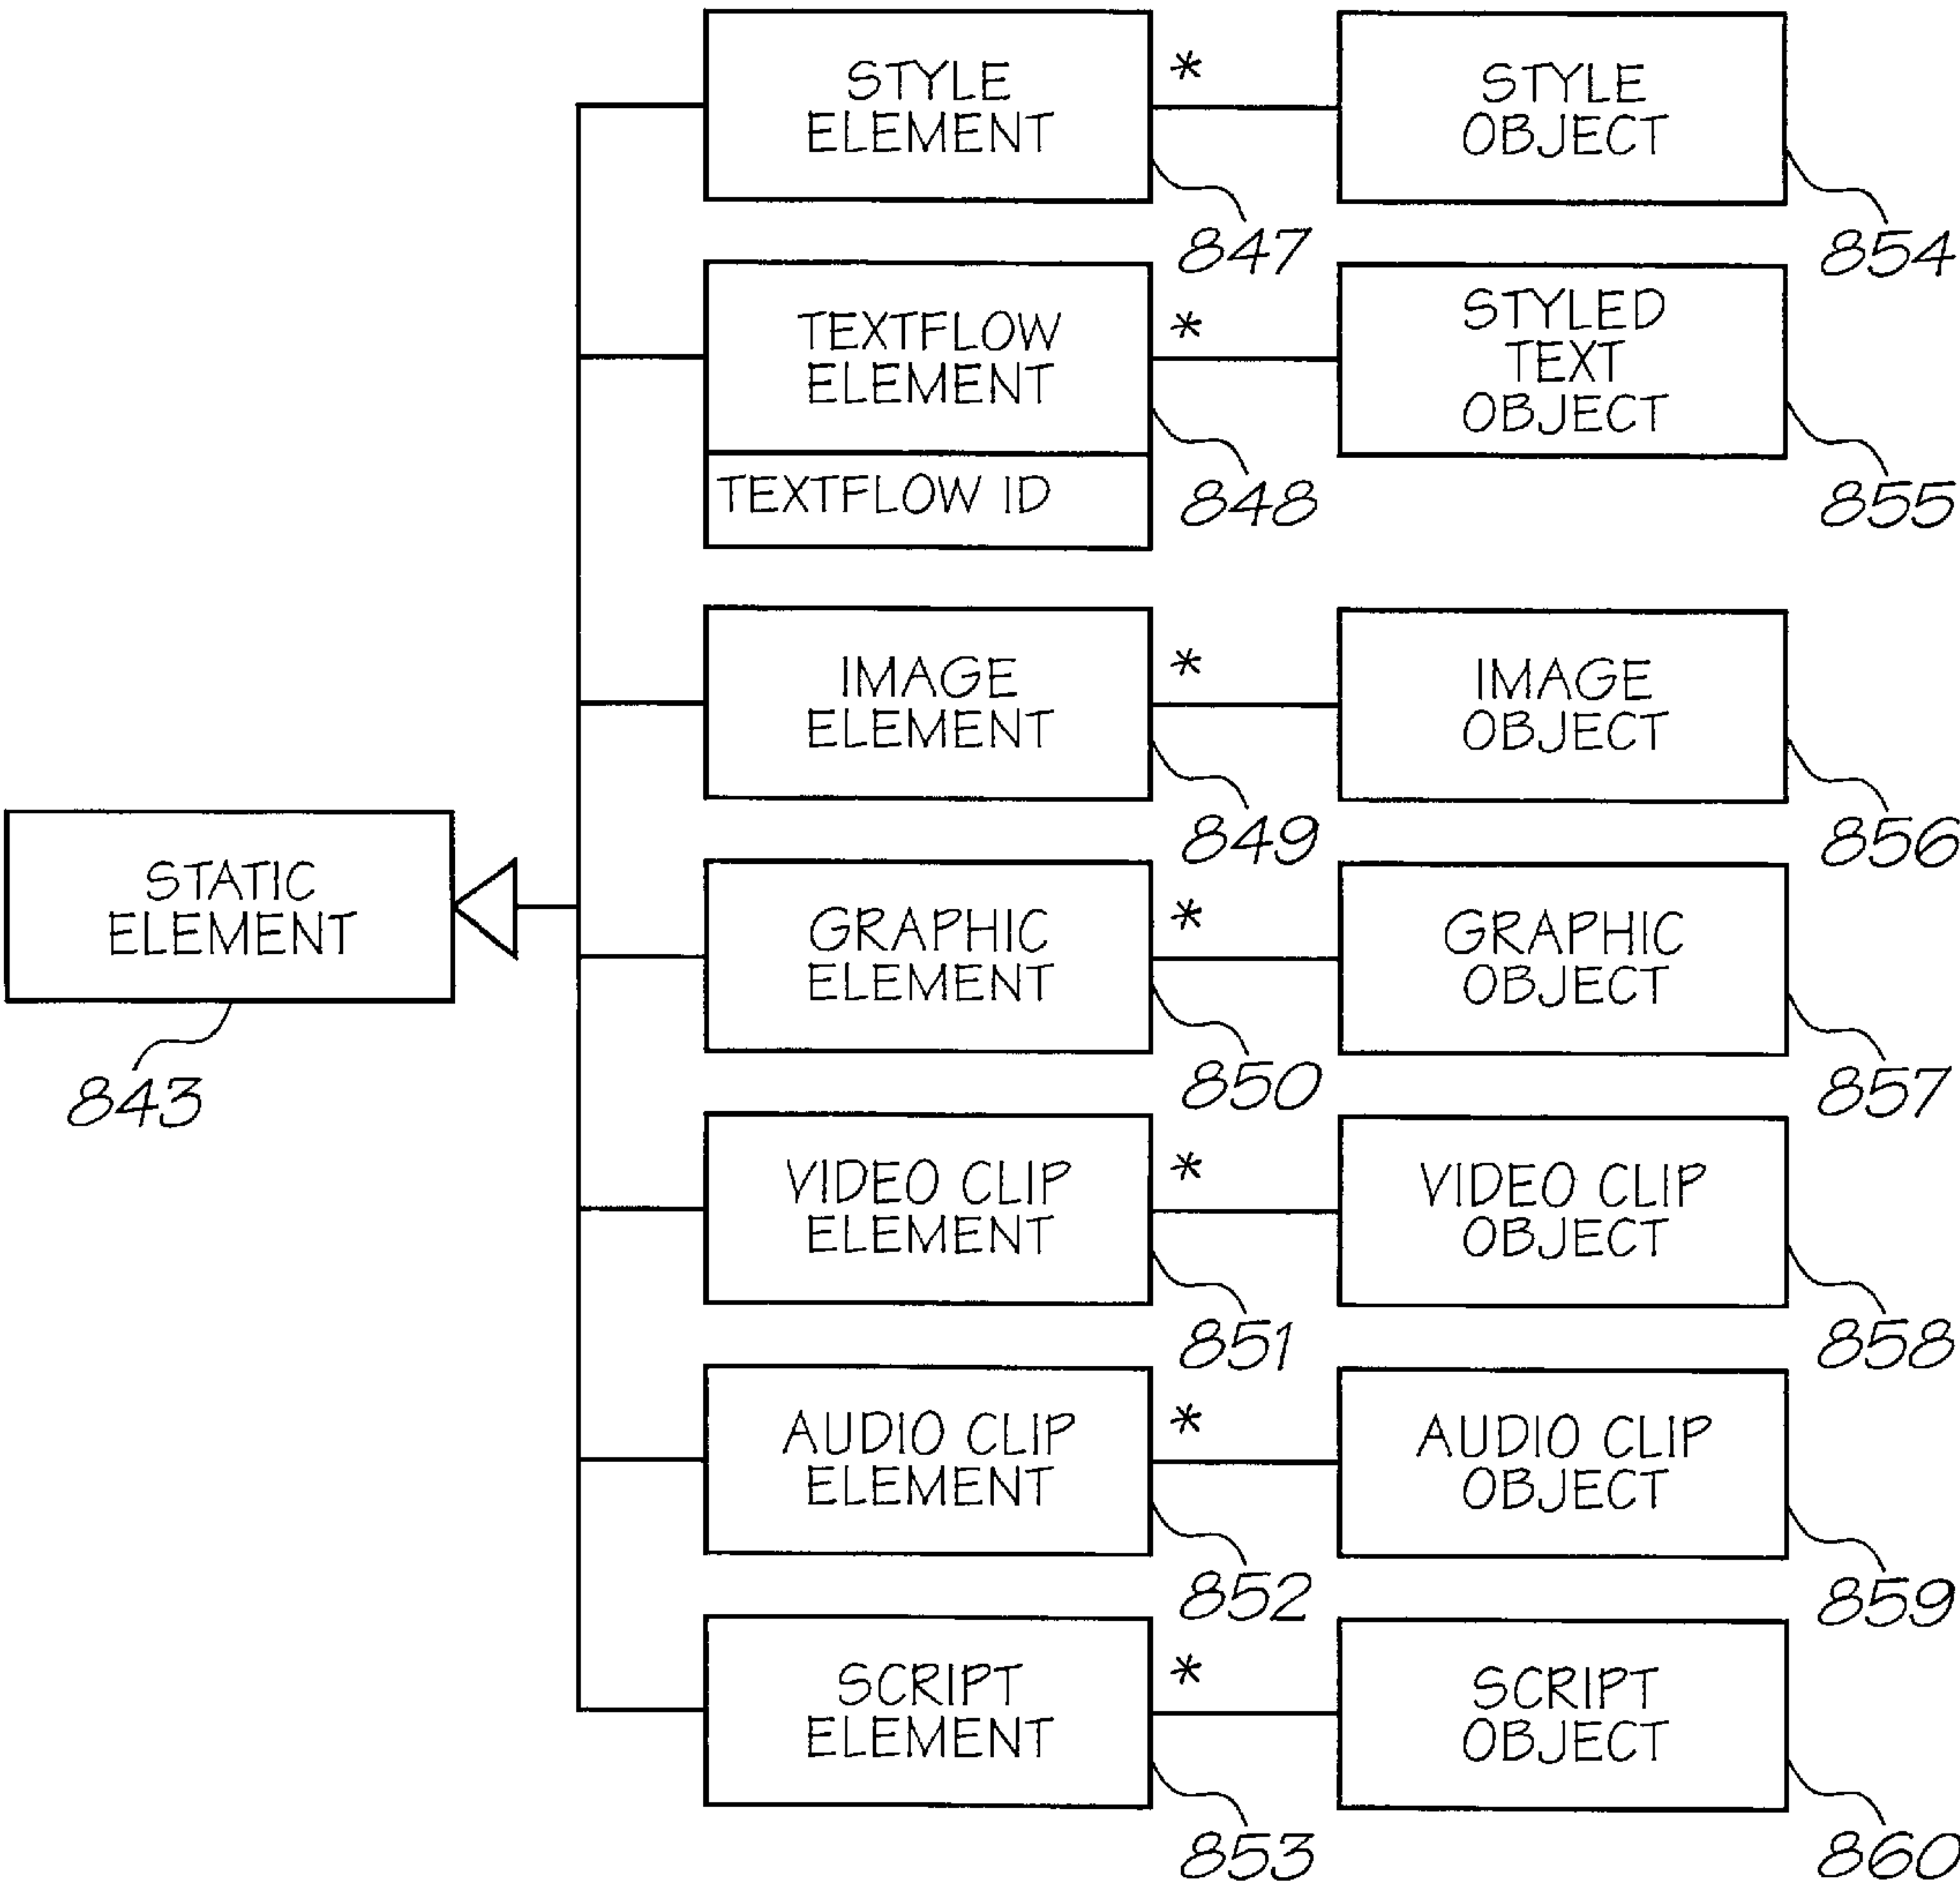 STYLE
ELEMENT
*
STYLE
OBJECT
847
854
TEXTFLOW
ELEMENT
TEXTFLOW ID
*
STYLED
TEXT
OBJECT
848
855
IMAGE
ELEMENT
*
IMAGE
OBJECT
849
856
STATIC
ELEMENT
843
GRAPHIC
ELEMENT
*
GRAPHIC
OBJECT
850
857
VIDEO CLIP
ELEMENT
*
VIDEO CLIP
OBJECT
851
858
AUDIO CLIP
ELEMENT
*
AUDIO CLIP
OBJECT
852
859
SCRIPT
ELEMENT
*
SCRIPT
OBJECT
853
860